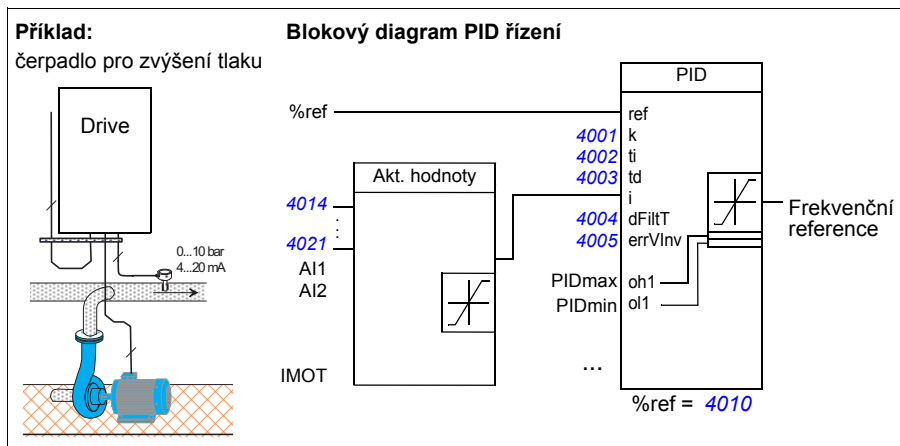 Příklad:
čerpadlo pro zvýšení tlaku
Drive
0...10 bar
4...20 mA
Blokový diagram PID řízení
%ref
Akt. hodnoty
4014
⋮
4021
AI1
AI2
IMOT
PID
ref
4001 k
4002 ti
4003 td
i
4004 dFiltT
4005 errVInv
PIDmax oh1
PIDmin ol1
...
%ref = 4010
Frekvenční
reference